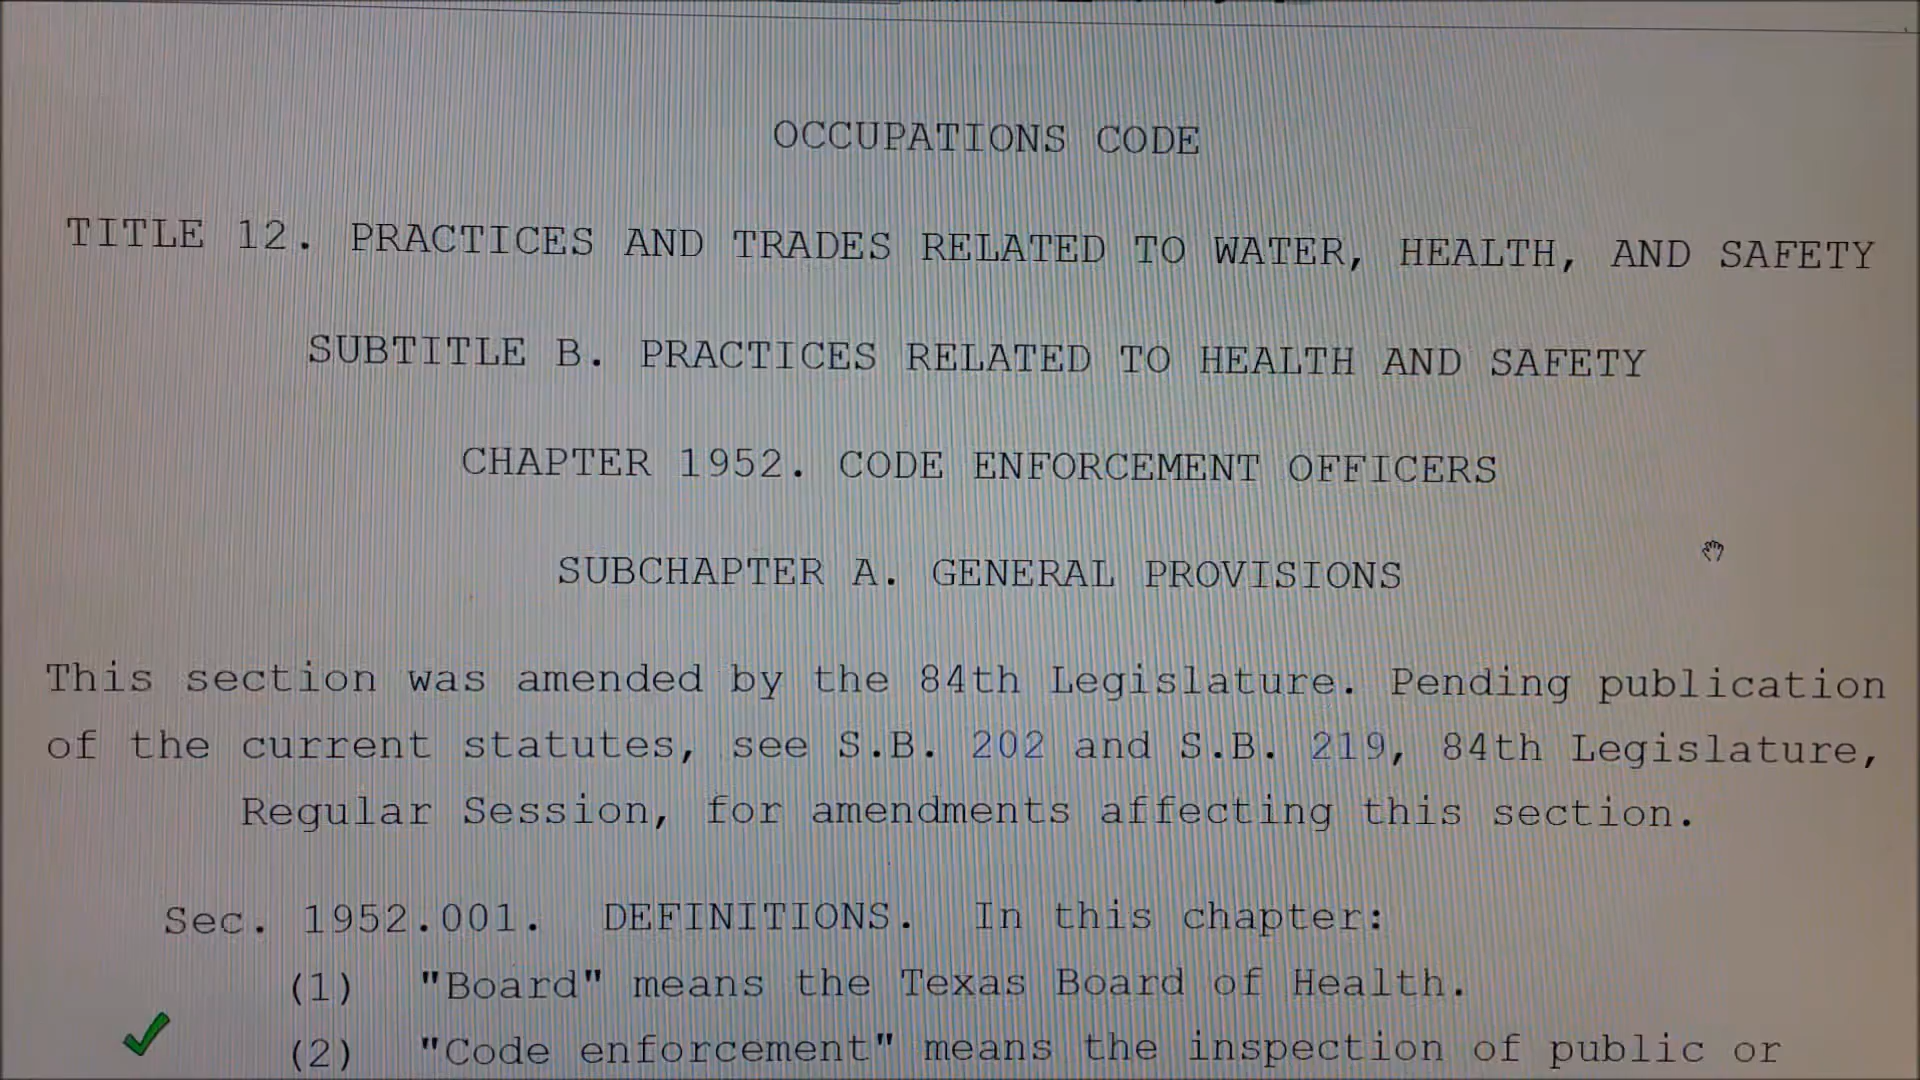 OCCUPATIONS CODE
TITLE 12. PRACTICES AND TRADES RELATED TO WATER, HEALTH, AND SAFETY
SUBTITLE B. PRACTICES RELATED TO HEALTH AND SAFETY
CHAPTER 1952. CODE ENFORCEMENT OFFICERS
SUBCHAPTER A. GENERAL PROVISIONS
This section was amended by the 84th Legislature. Pending publication
of the current statutes, see S.B. 202 and S.B. 219, 84th Legislature,
Regular Session, for amendments affecting this section.
Sec. 1952.001. DEFINITIONS. In this chapter:
(1) "Board" means the Texas Board of Health.
(2) "Code enforcement" means the inspection of public or